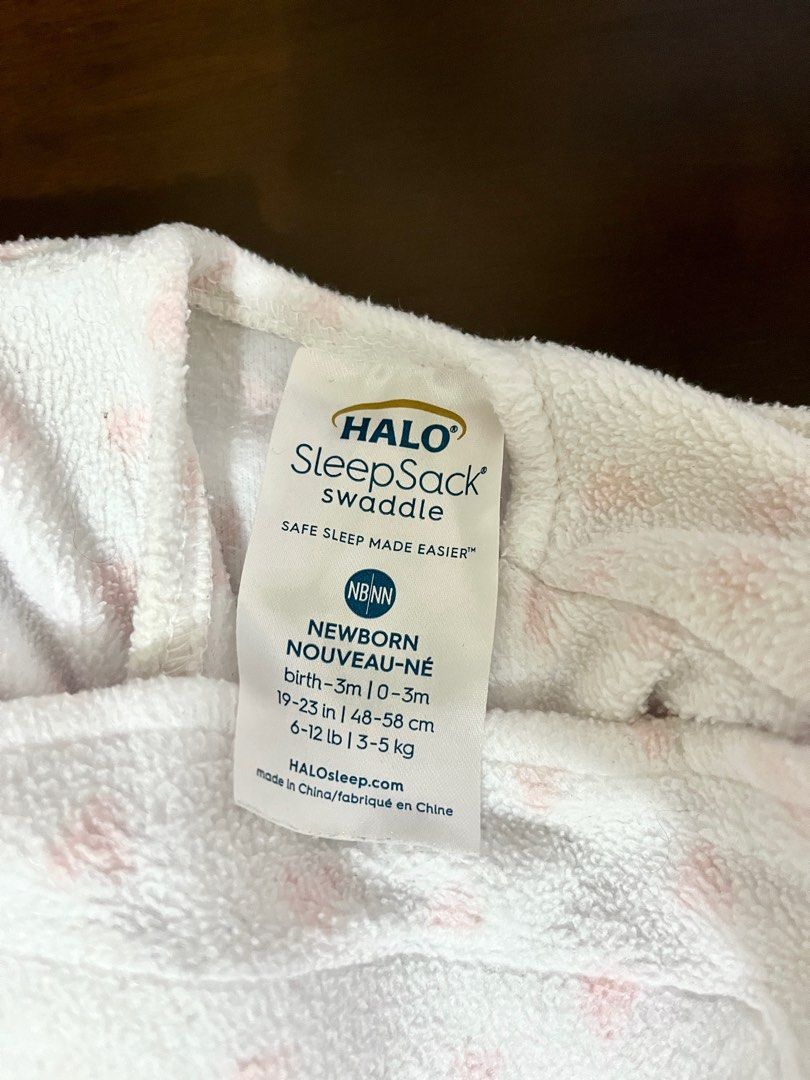 HALO®
SleepSack®
swaddle
SAFE SLEEP MADE EASIER™
NB|NN
NEWBORN
NOUVEAU-NÉ
birth-3m | 0-3m
19-23 in | 48-58 cm
6-12 lb | 3-5 kg
HALOsleep.com
made in China/fabriqué en Chine